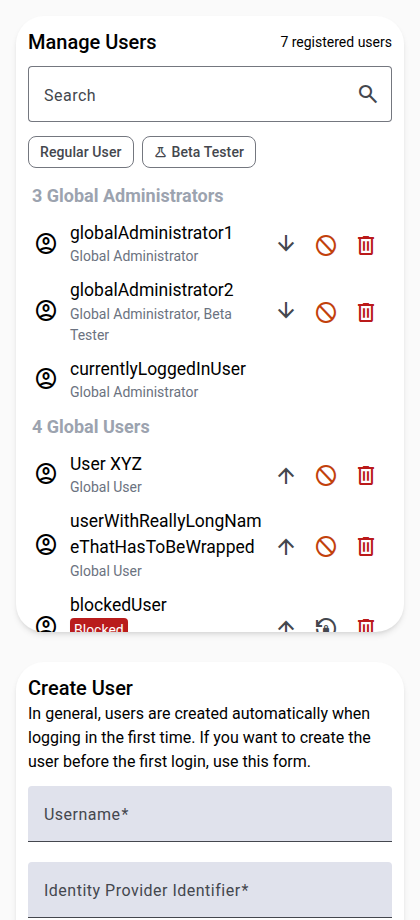 Manage Users
7 registered users
Search
Regular User
Beta Tester
3 Global Administrators
globalAdministrator1
Global Administrator
globalAdministrator2
Global Administrator, Beta
Tester
currentlyLoggedInUser
Global Administrator
4 Global Users
User XYZ
Global User
userWithReallyLongNam
eThatHasToBeWrapped
Global User
blockedUser
Blocked
Create User
In general, users are created automatically when
logging in the first time. If you want to create the
user before the first login, use this form.
Username*
Identity Provider Identifier*